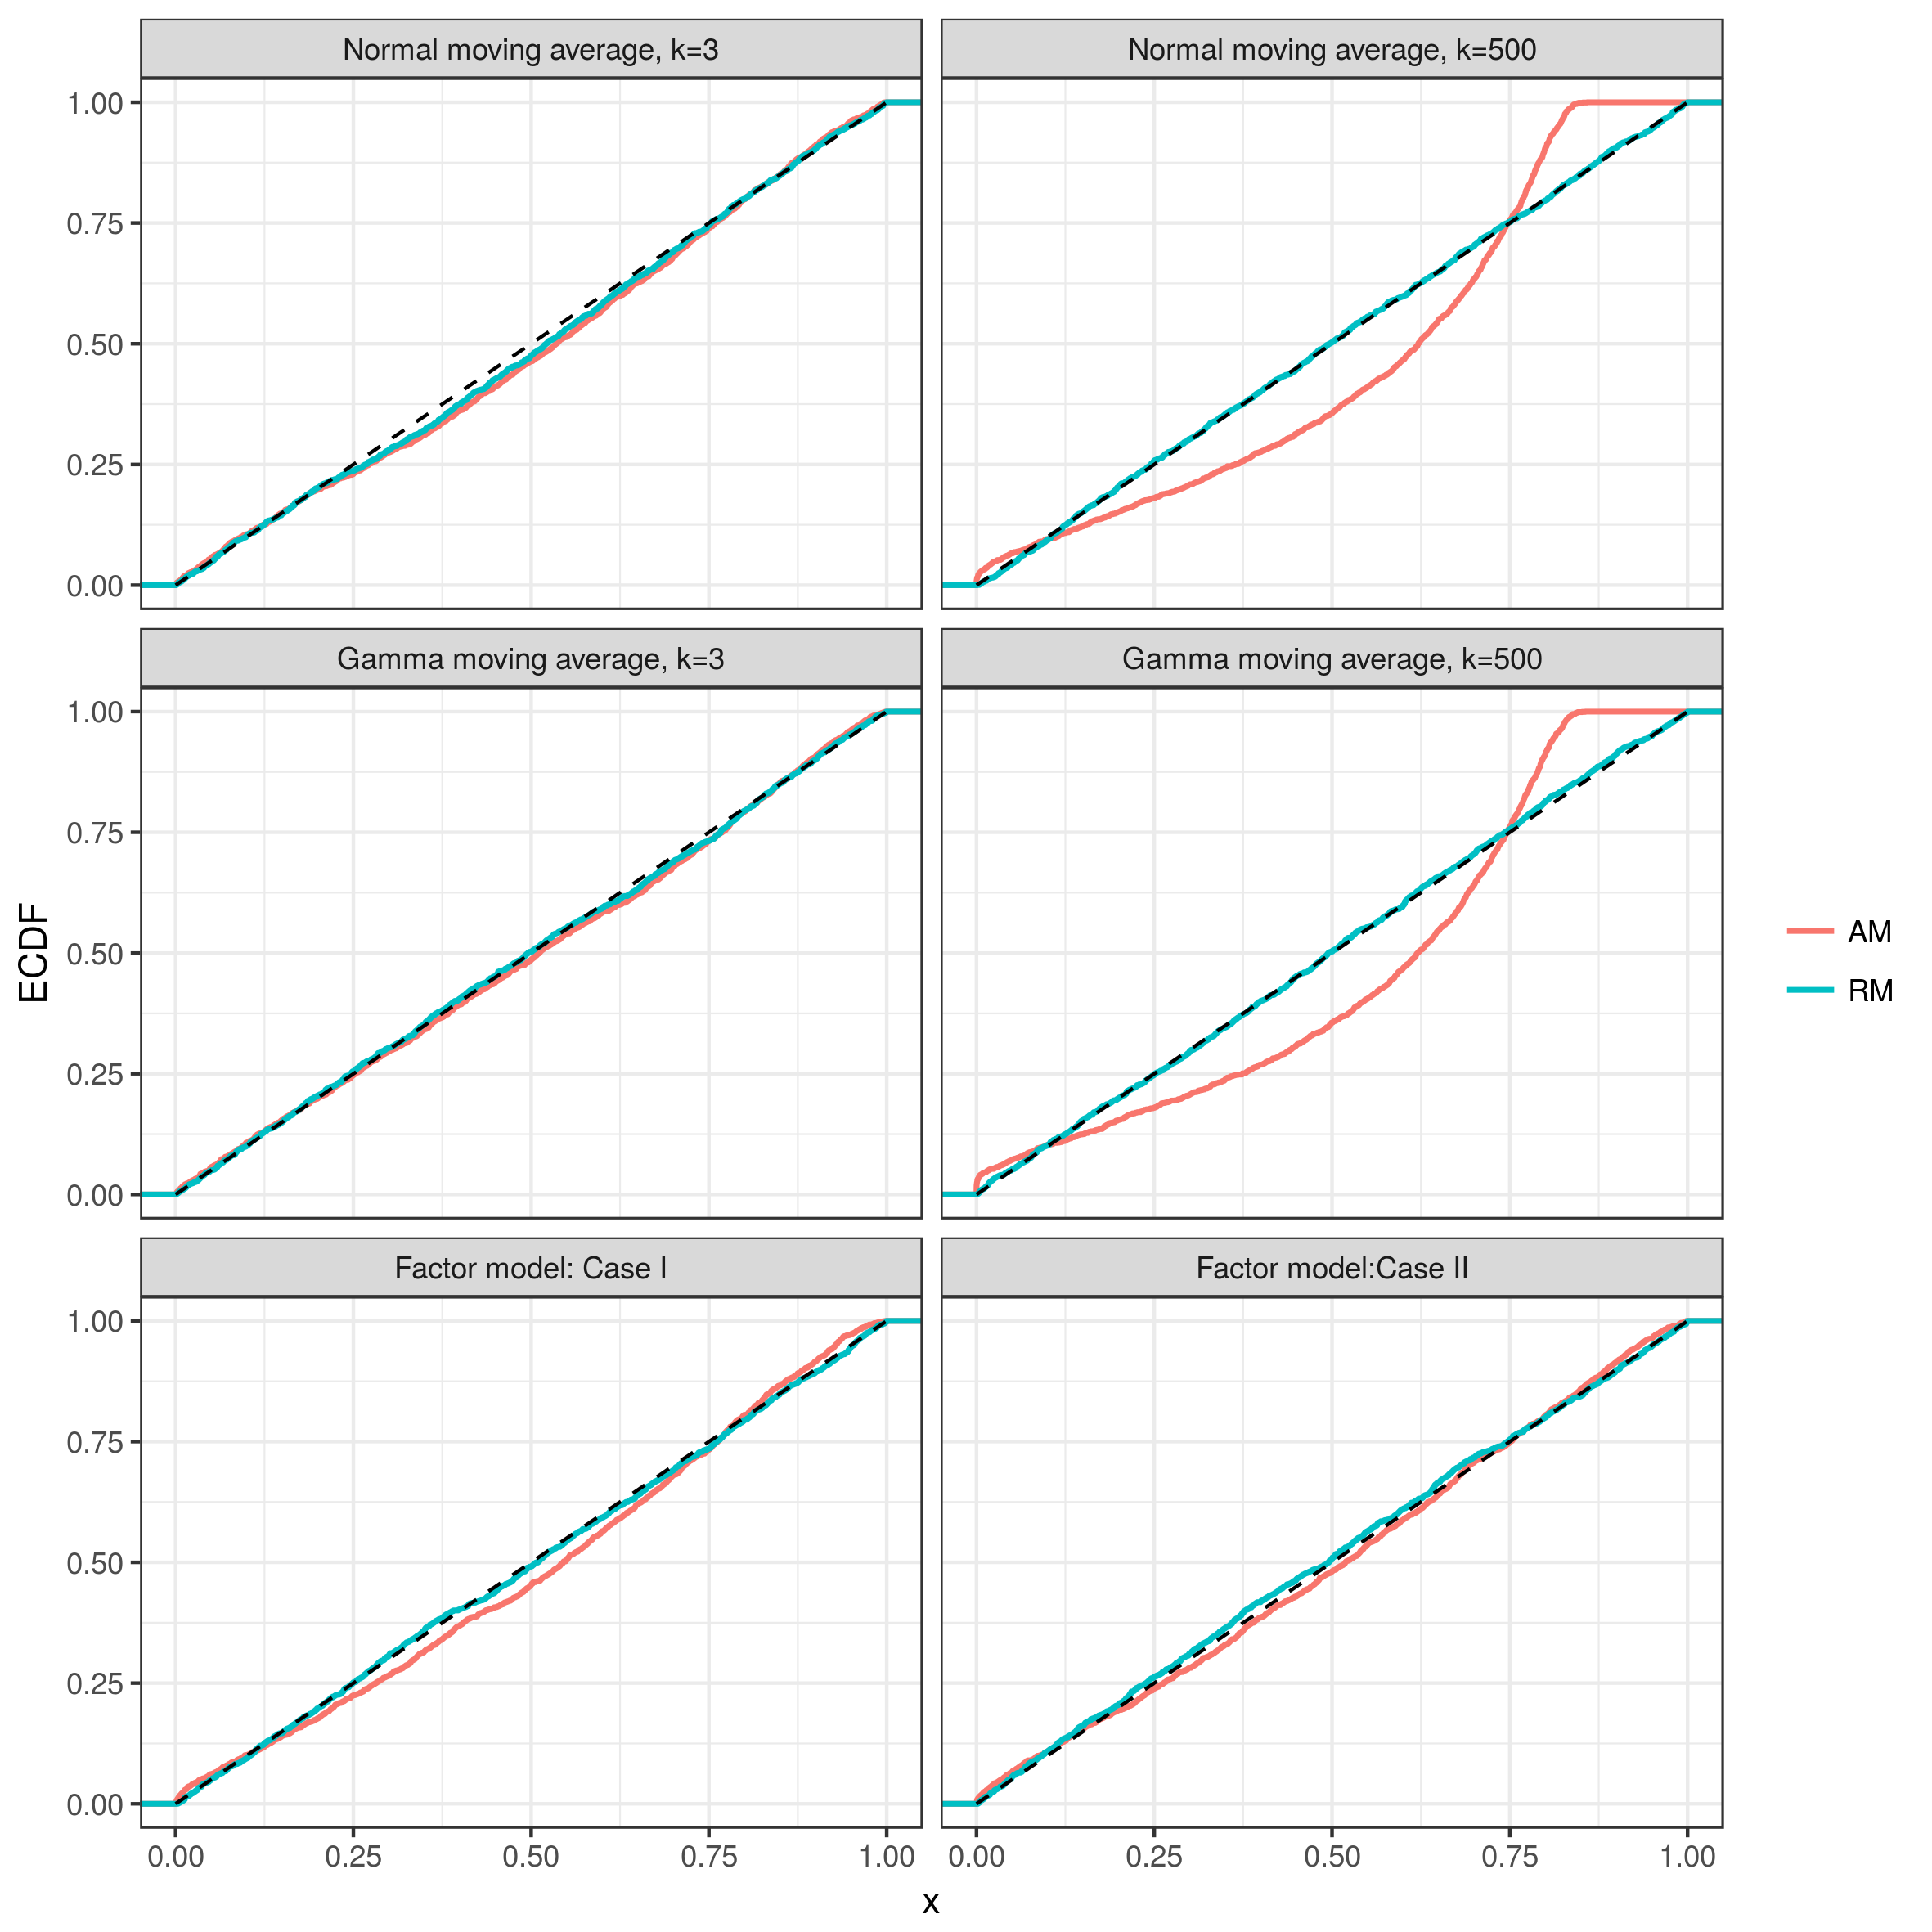 Normal moving average, k=3
Normal moving average, k=500
1.00
0.75
0.50
0.25
0.00
Gamma moving average, k=3
Gamma moving average, k=500
1.00
0.75
0.50
0.25
0.00
ECDF
AM
RM
Factor model: Case I
Factor model:Case II
1.00
0.75
0.50
0.25
0.00
0.00 0.25 0.50 0.75 1.00
0.00 0.25 0.50 0.75 1.00
x